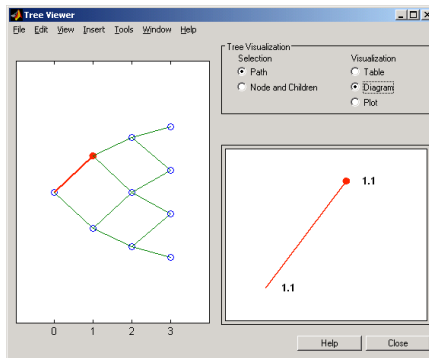 Tree Viewer
File Edit View Insert Tools Window Help
Tree Visualization
Selection Visualization
Path Table
Node and Children Diagram
Plot
1.1
1.1
0 1 2 3
Help Close